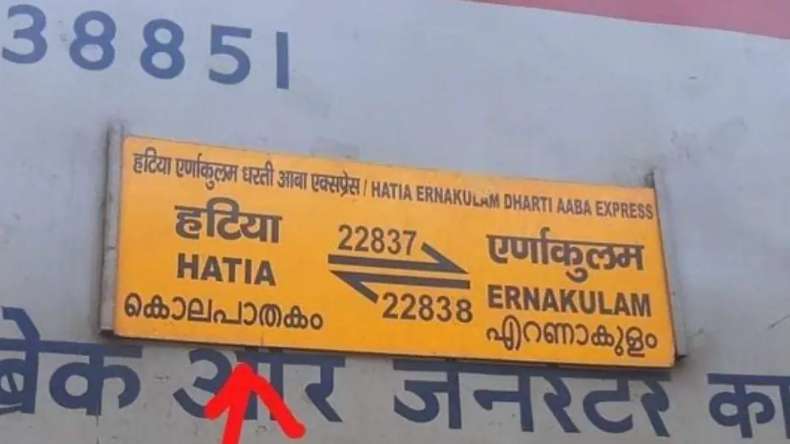 38851
हटिया एर्णाकुलम धरती आबा एक्सप्रेस / HATIA ERNAKULAM DHARTI AABA EXPRESS
हटिया
HATIA
കൊലപാതകം
22837
22838
एर्णाकुलम
ERNAKULAM
എറണാകുളം
ब्रेक और जनरेटर का